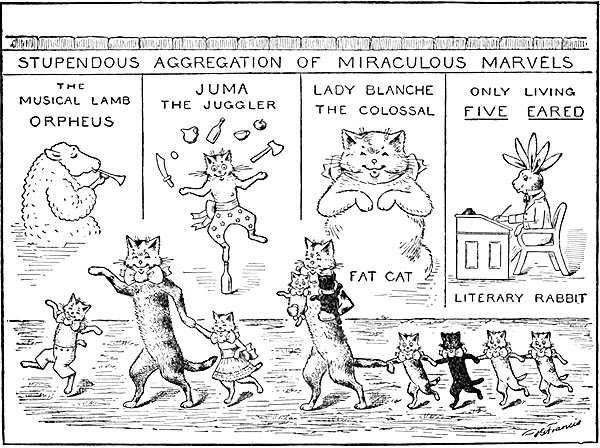 STUPENDOUS AGGREGATION OF MIRACULOUS MARVELS
THE
MUSICAL LAMB
ORPHEUS
JUMA
THE JUGGLER
LADY BLANCHE
THE COLOSSAL
FAT CAT
ONLY LIVING
FIVE EARED
LITERARY RABBIT